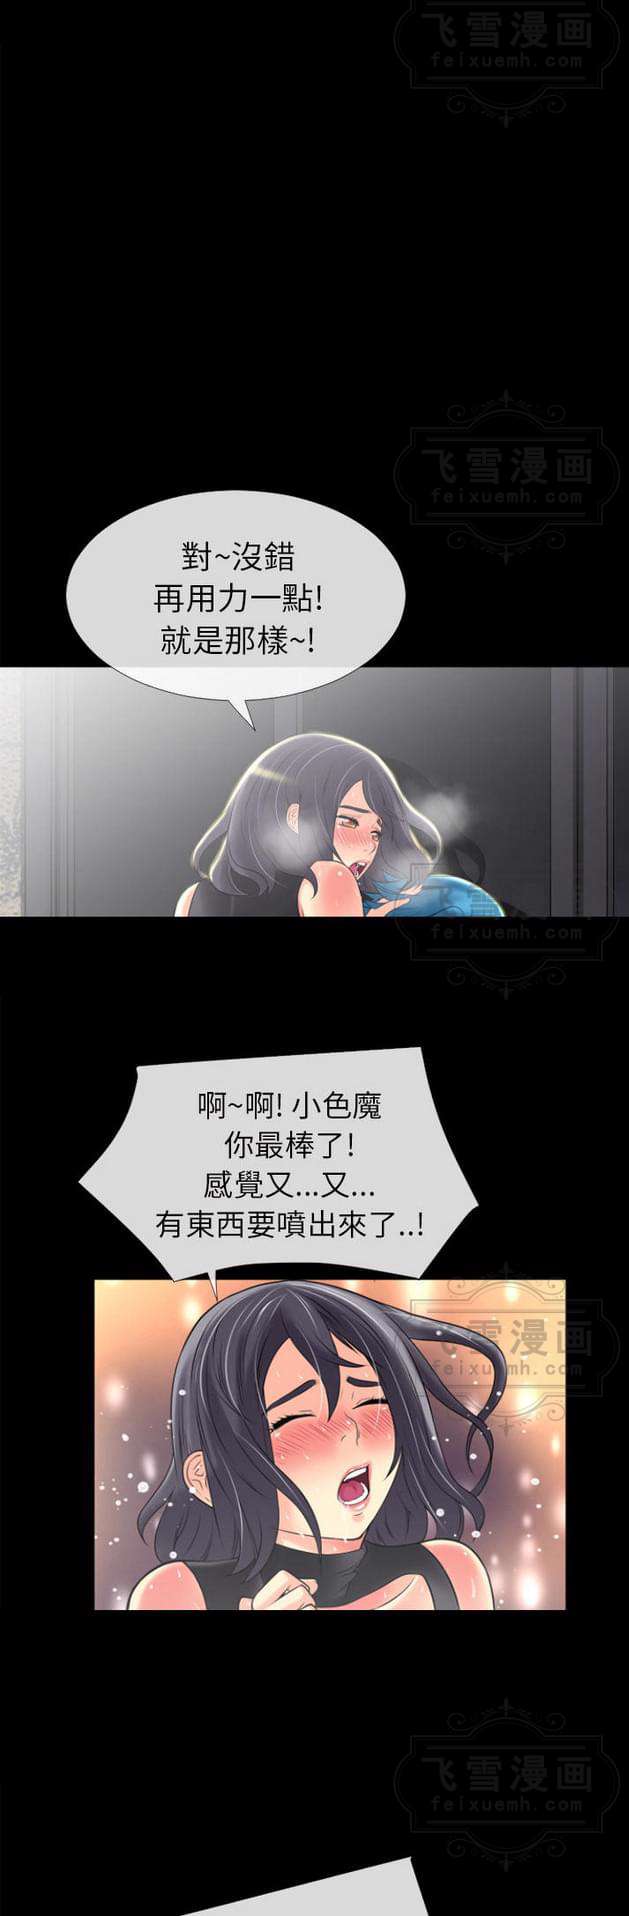 飞雪漫画
feixuemh.com
飞雪漫画
feixuemh.com
對~沒錯
再用力一點!
就是那樣~!
feixuemh.com
啊~啊! 小色魔
你最棒了!
感覺又...又...
有東西要噴出來了..!
飞雪漫画
feixuemh.com
飞雪漫画
feixuemh.com